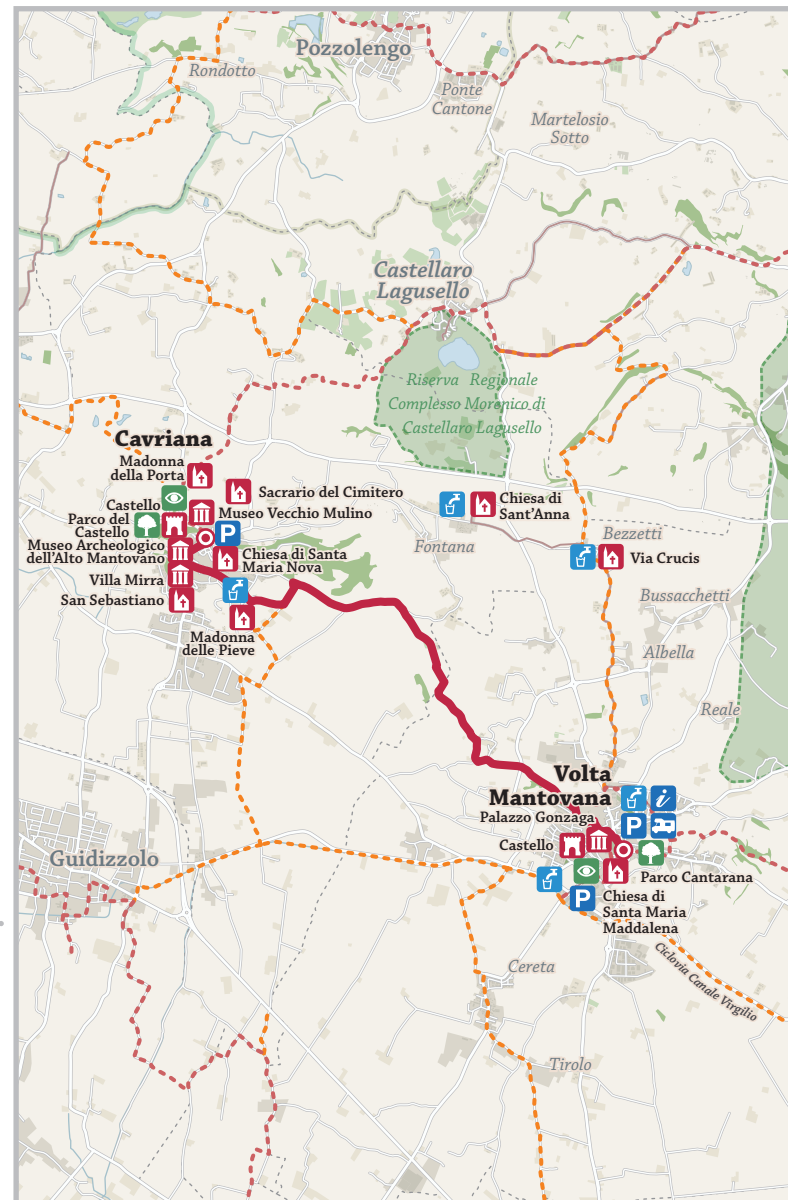 Pozzolengo
Rondotto
Ponte
Cantone
Martelosio
Sotto
Castellaro
Lagusello
Riserva Regionale
Complesso Morenico di
Castellaro Lagusello
Cavriana
Madonna
della Porta
Sacrario del Cimitero
Castello
Museo Vecchio Mulino
Parco del
Castello
P
Museo Archeologico
dell'Alto Mantovano
Chiesa di Santa
Maria Nova
Villa Mirra
San Sebastiano
Madonna
delle Pieve
Chiesa di
Sant'Anna
Fontana
Bezzetti
Via Crucis
Bussacchetti
Albella
Reale
Volta
Mantovana
i
P
Palazzo Gonzaga
Castello
Parco Cantarana
P
Chiesa di
Santa Maria
Maddalena
Guidizzolo
Ciclovia Canale Virgilio
Cereta
Tirolo